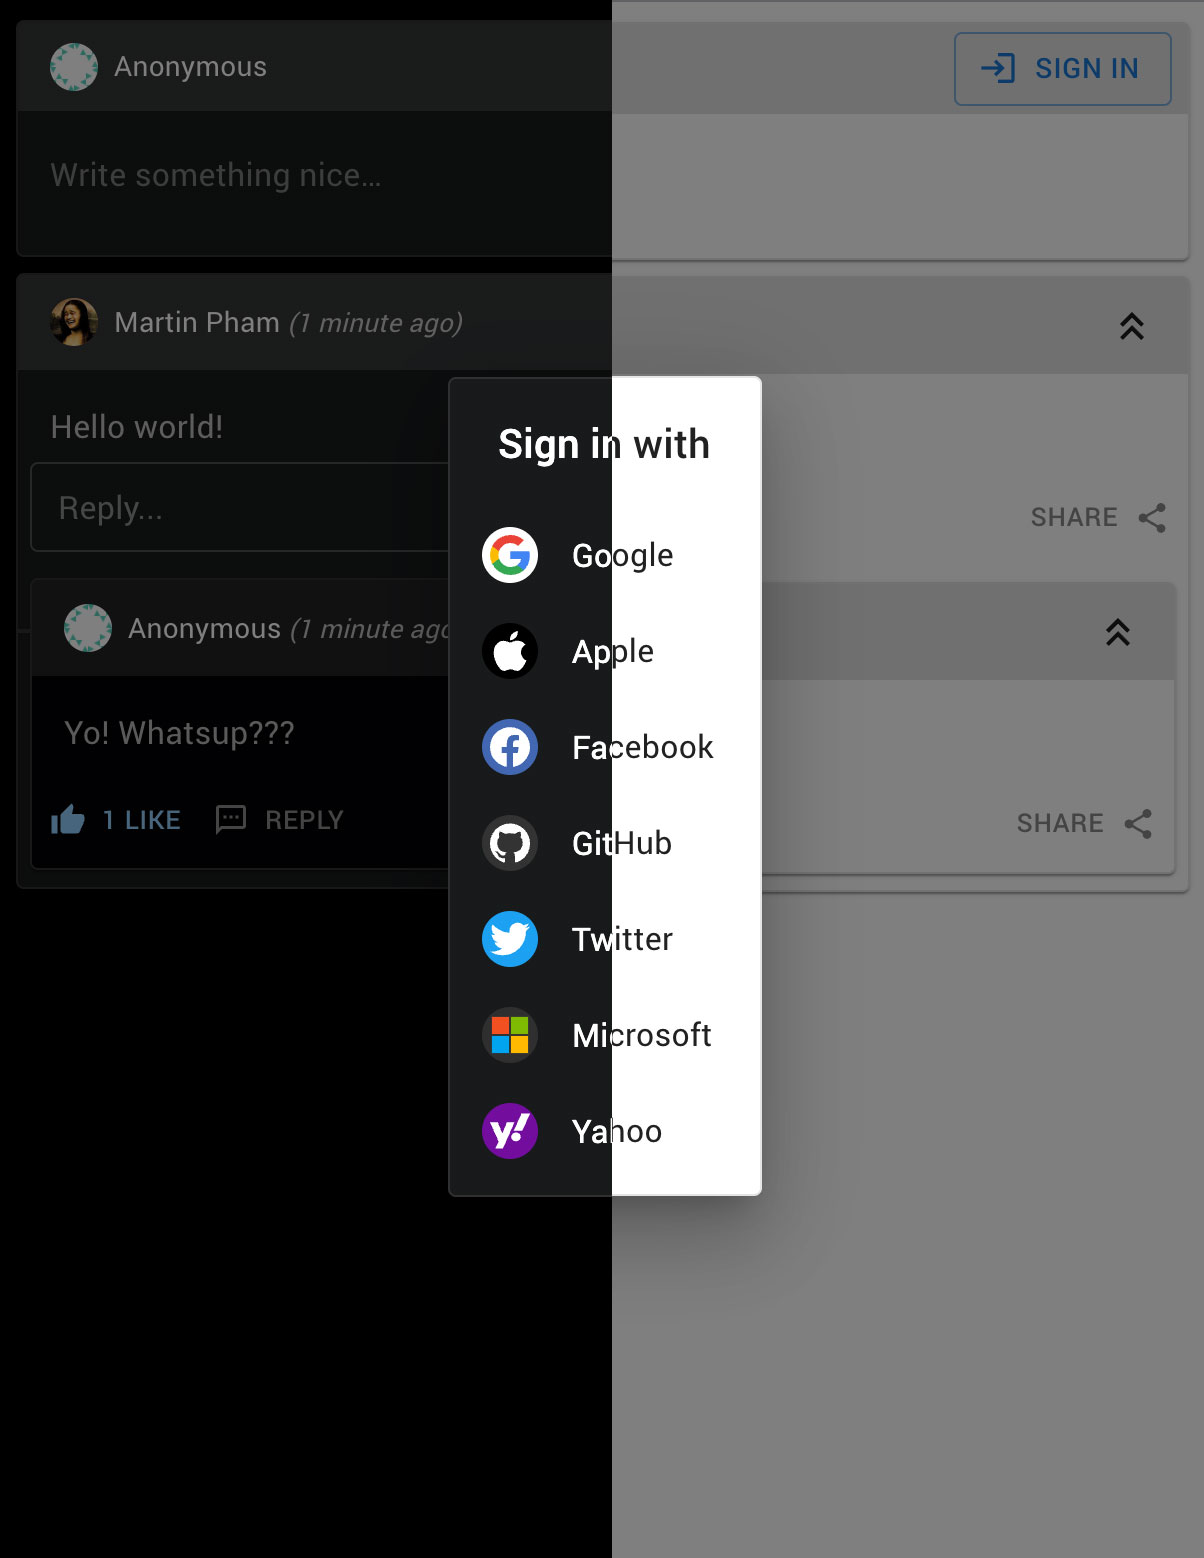 Anonymous
SIGN IN
Write something nice...
Martin Pham (1 minute ago)
Hello world!
Reply...
SHARE
Anonymous (1 minute ago
Yo! Whatsup???
1 LIKE
REPLY
SHARE
Sign in with
Google
Apple
Facebook
GitHub
Twitter
Microsoft
Yahoo